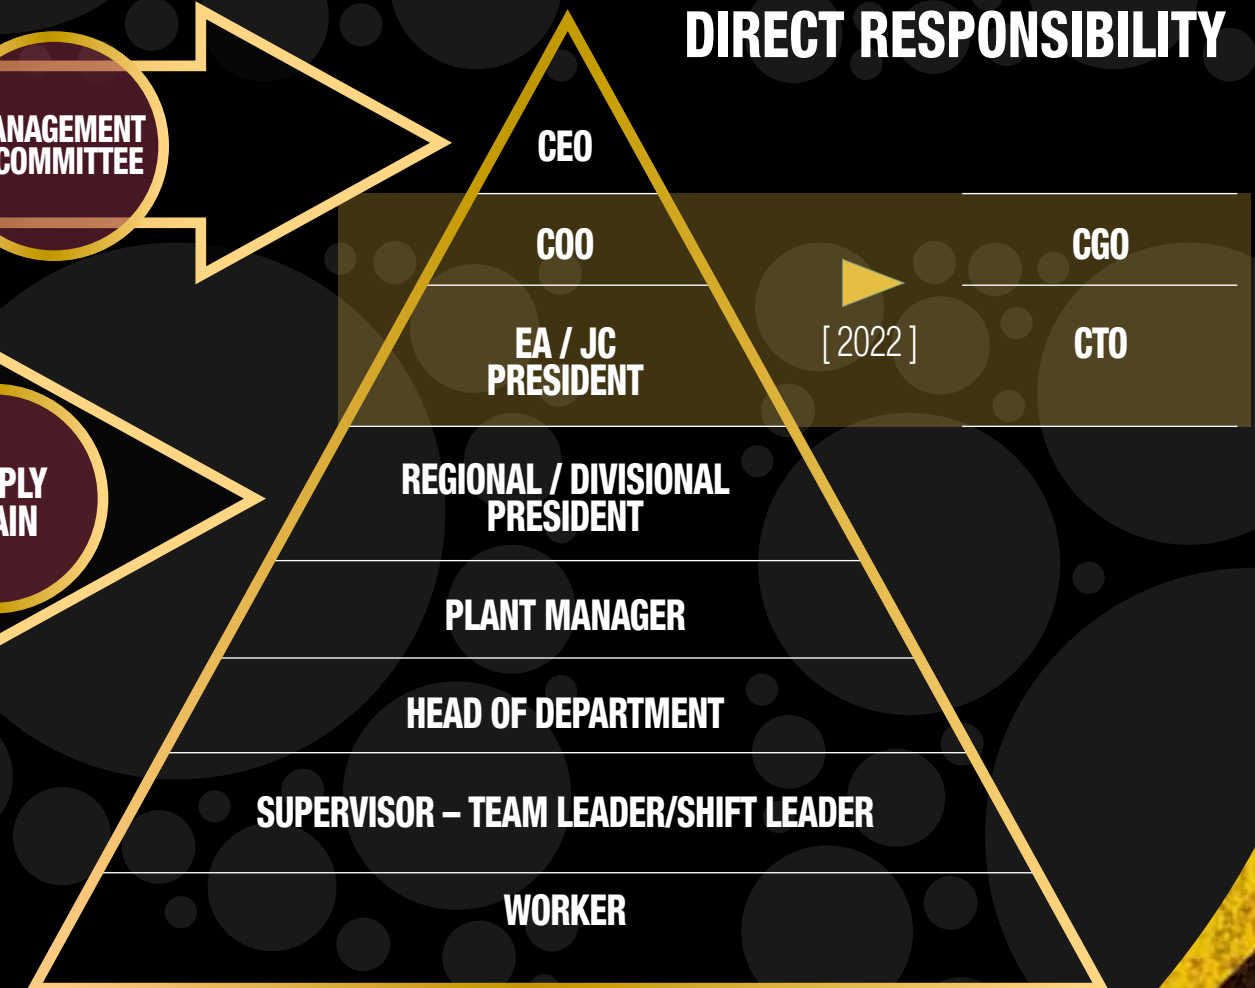 DIRECT RESPONSIBILITY
COMMITTEE
CEO
COO
CGO
EA / JC
PRESIDENT
[ 2022 ]
CTO
REGIONAL / DIVISIONAL
PRESIDENT
PLANT MANAGER
HEAD OF DEPARTMENT
SUPERVISOR – TEAM LEADER/SHIFT LEADER
WORKER